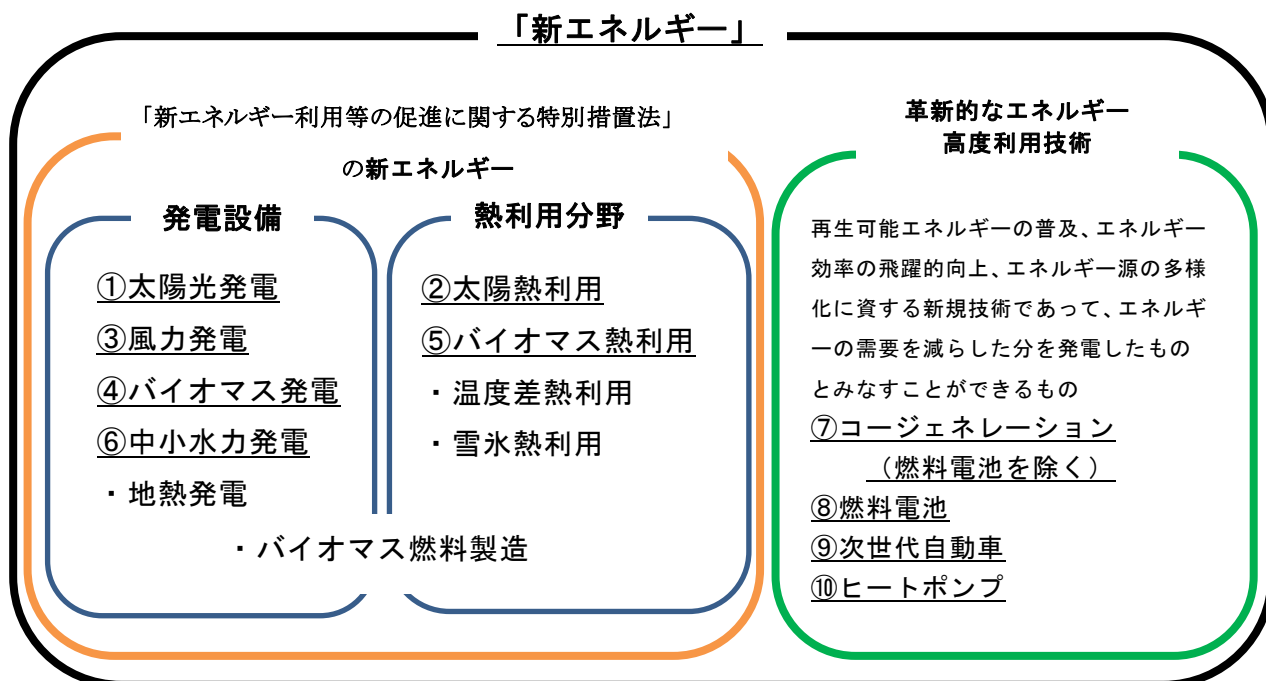 「新エネルギー」
「新エネルギー利用等の促進に関する特別措置法」
の新エネルギー
発電設備
①太陽光発電
③風力発電
④バイオマス発電
⑥中小水力発電
・地熱発電
熱利用分野
②太陽熱利用
⑤バイオマス熱利用
・温度差熱利用
・雪氷熱利用
・バイオマス燃料製造
革新的なエネルギー
高度利用技術
再生可能エネルギーの普及、エネルギー
効率の飛躍的向上、エネルギー源の多様
化に資する新規技術であって、エネルギ
ーの需要を減らした分を発電したもの
とみなすことができるもの
⑦コージェネレーション
（燃料電池を除く）
⑧燃料電池
⑨次世代自動車
⑩ヒートポンプ